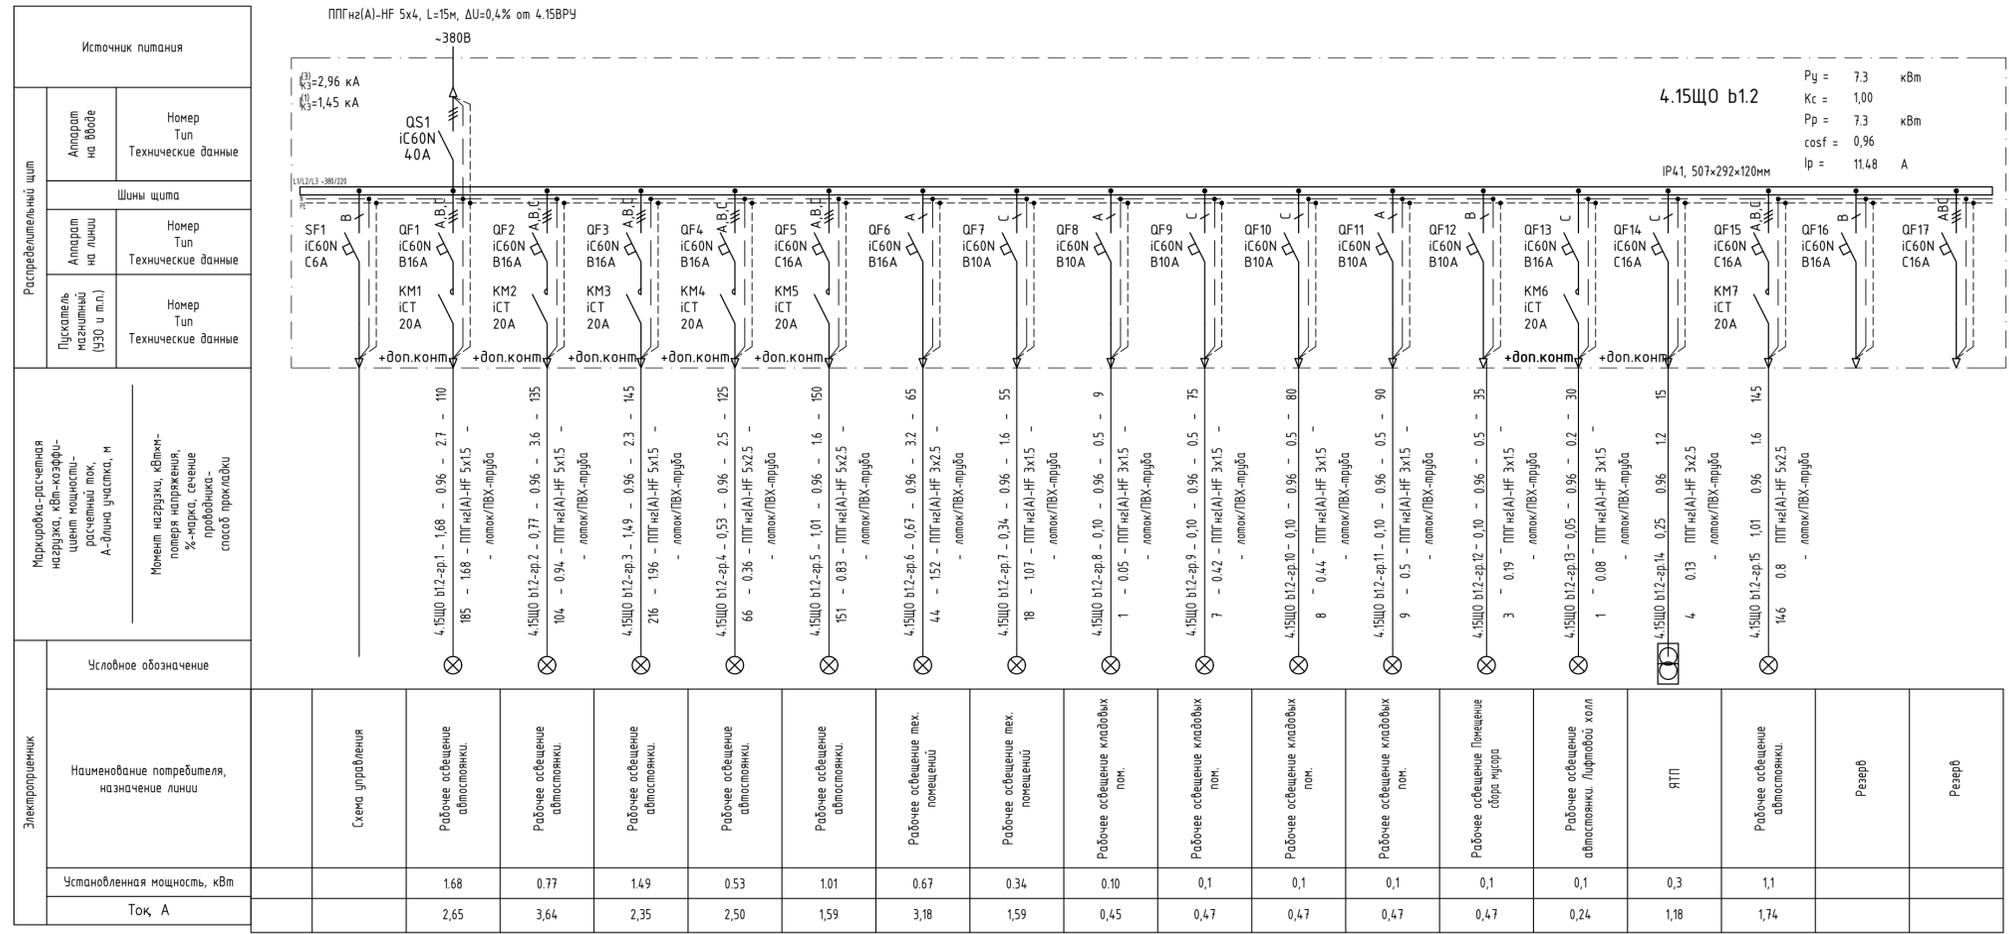 ППГнг(А)-HF 5х4, L=15м, ΔU=0,4% от 4.15ВРУ
~380В
Источник питания
Распределительный щит
Аппарат
на вводе
Номер
Тип
Технические данные
Шины щита
Аппарат
на линии
Номер
Тип
Технические данные
Пускатель
магнитный
(УЗО и т.п.)
Номер
Тип
Технические данные
Маркировка-расчетная
нагрузка, кВт-коэффи-
циент мощности-
расчетный ток,
А-длина участка, м
Момент нагрузки, кВт×м-
потеря напряжения,
%-марка, сечение
проводника-
способ прокладки
Электроприемник
Условное обозначение
Наименование потребителя,
назначение линии
Установленная мощность, кВт
Ток, А
I(3)КЗ=2,96 кА
I(1)КЗ=1,45 кА
QS1
iC60N
40A
4.15ЩО b1.2
Ру = 7.3 кВт
Кс = 1,00
Рр = 7.3 кВт
cosf = 0,96
Iр = 11.48 А
IP41, 507×292×120мм
L1/L2/L3 ~380/220
N
PE
B
SF1
iC60N
C6A
A,B,C
QF1
iC60N
B16A
A,B,C
QF2
iC60N
B16A
A,B,C
QF3
iC60N
B16A
A,B,C
QF4
iC60N
B16A
A,B,C
QF5
iC60N
C16A
A
QF6
iC60N
B16A
C
QF7
iC60N
B10A
A
QF8
iC60N
B10A
C
QF9
iC60N
B10A
C
QF10
iC60N
B10A
A
QF11
iC60N
B10A
B
QF12
iC60N
B10A
C
QF13
iC60N
B16A
C
QF14
iC60N
C16A
A,B,C
QF15
iC60N
C16A
B
QF16
iC60N
B16A
ABC
QF17
iC60N
C16A
KM1
iCT
20A
KM2
iCT
20A
KM3
iCT
20A
KM4
iCT
20A
KM5
iCT
20A
KM6
iCT
20A
KM7
iCT
20A
+доп.конт
+доп.конт
+доп.конт
+доп.конт
+доп.конт
+доп.конт
+доп.конт
4.15ЩО b1.2-гр.1 - 1,68 - 0.96 - 2.7 - 110
185 - 1.68 - ППГнг(А)-HF 5х1.5 -
- лоток/ПВХ-труба
4.15ЩО b1.2-гр.2 - 0,77 - 0.96 - 3.6 - 135
104 - 0.94 - ППГнг(А)-HF 5х1.5 -
- лоток/ПВХ-труба
4.15ЩО b1.2-гр.3 - 1,49 - 0.96 - 2.3 - 145
216 - 1.96 - ППГнг(А)-HF 5х1.5 -
- лоток/ПВХ-труба
4.15ЩО b1.2-гр.4 - 0,53 - 0.96 - 2.5 - 125
66 - 0.36 - ППГнг(А)-HF 5х2.5 -
- лоток/ПВХ-труба
4.15ЩО b1.2-гр.5 - 1,01 - 0.96 - 1.6 - 150
151 - 0.83 - ППГнг(А)-HF 5х2.5 -
- лоток/ПВХ-труба
4.15ЩО b1.2-гр.6 - 0,67 - 0.96 - 3.2 - 65
44 - 1.52 - ППГнг(А)-HF 3х2.5 -
- лоток/ПВХ-труба
4.15ЩО b1.2-гр.7 - 0,34 - 0.96 - 1.6 - 55
18 - 1.07 - ППГнг(А)-HF 3х1.5 -
- лоток/ПВХ-труба
4.15ЩО b1.2-гр.8 - 0,10 - 0.96 - 0.5 - 9
1 - 0.05 - ППГнг(А)-HF 3х1.5 -
- лоток/ПВХ-труба
4.15ЩО b1.2-гр.9 - 0,10 - 0.96 - 0.5 - 75
7 - 0.42 - ППГнг(А)-HF 3х1.5 -
- лоток/ПВХ-труба
4.15ЩО b1.2-гр.10 - 0,10 - 0.96 - 0.5 - 80
8 - 0.44 - ППГнг(А)-HF 3х1.5 -
- лоток/ПВХ-труба
4.15ЩО b1.2-гр.11 - 0,10 - 0.96 - 0.5 - 90
9 - 0.5 - ППГнг(А)-HF 3х1.5 -
- лоток/ПВХ-труба
4.15ЩО b1.2-гр.12 - 0,10 - 0.96 - 0.5 - 35
3 - 0.19 - ППГнг(А)-HF 3х1.5 -
- лоток/ПВХ-труба
4.15ЩО b1.2-гр.13 - 0,05 - 0.96 - 0.2 - 30
1 - 0.08 - ППГнг(А)-HF 3х1.5 -
- лоток/ПВХ-труба
4.15ЩО b1.2-гр.14 0,25 0.96 1.2 15
4 0.13 ППГнг(А)-HF 3х2.5
- лоток/ПВХ-труба
4.15ЩО b1.2-гр.15 1,01 0.96 1.6 145
146 0.8 ППГнг(А)-HF 5х2.5
- лоток/ПВХ-труба
Схема управления
Рабочее освещение
автостоянки.
Рабочее освещение
автостоянки.
Рабочее освещение
автостоянки.
Рабочее освещение
автостоянки.
Рабочее освещение
автостоянки.
Рабочее освещение тех.
помещений
Рабочее освещение тех.
помещений
Рабочее освещение кладовых
пом.
Рабочее освещение кладовых
пом.
Рабочее освещение кладовых
пом.
Рабочее освещение кладовых
пом.
Рабочее освещение Помещение
сбора мусора
Рабочее освещение
автостоянки. Лифтовой холл
ЯТП
Рабочее освещение
автостоянки.
Резерв
Резерв
1.68 0.77 1.49 0.53 1.01 0.67 0.34 0.10 0,1 0,1 0,1 0,1 0,1 0,3 1,1
2,65 3,64 2,35 2,50 1,59 3,18 1,59 0,45 0,47 0,47 0,47 0,47 0,24 1,18 1,74